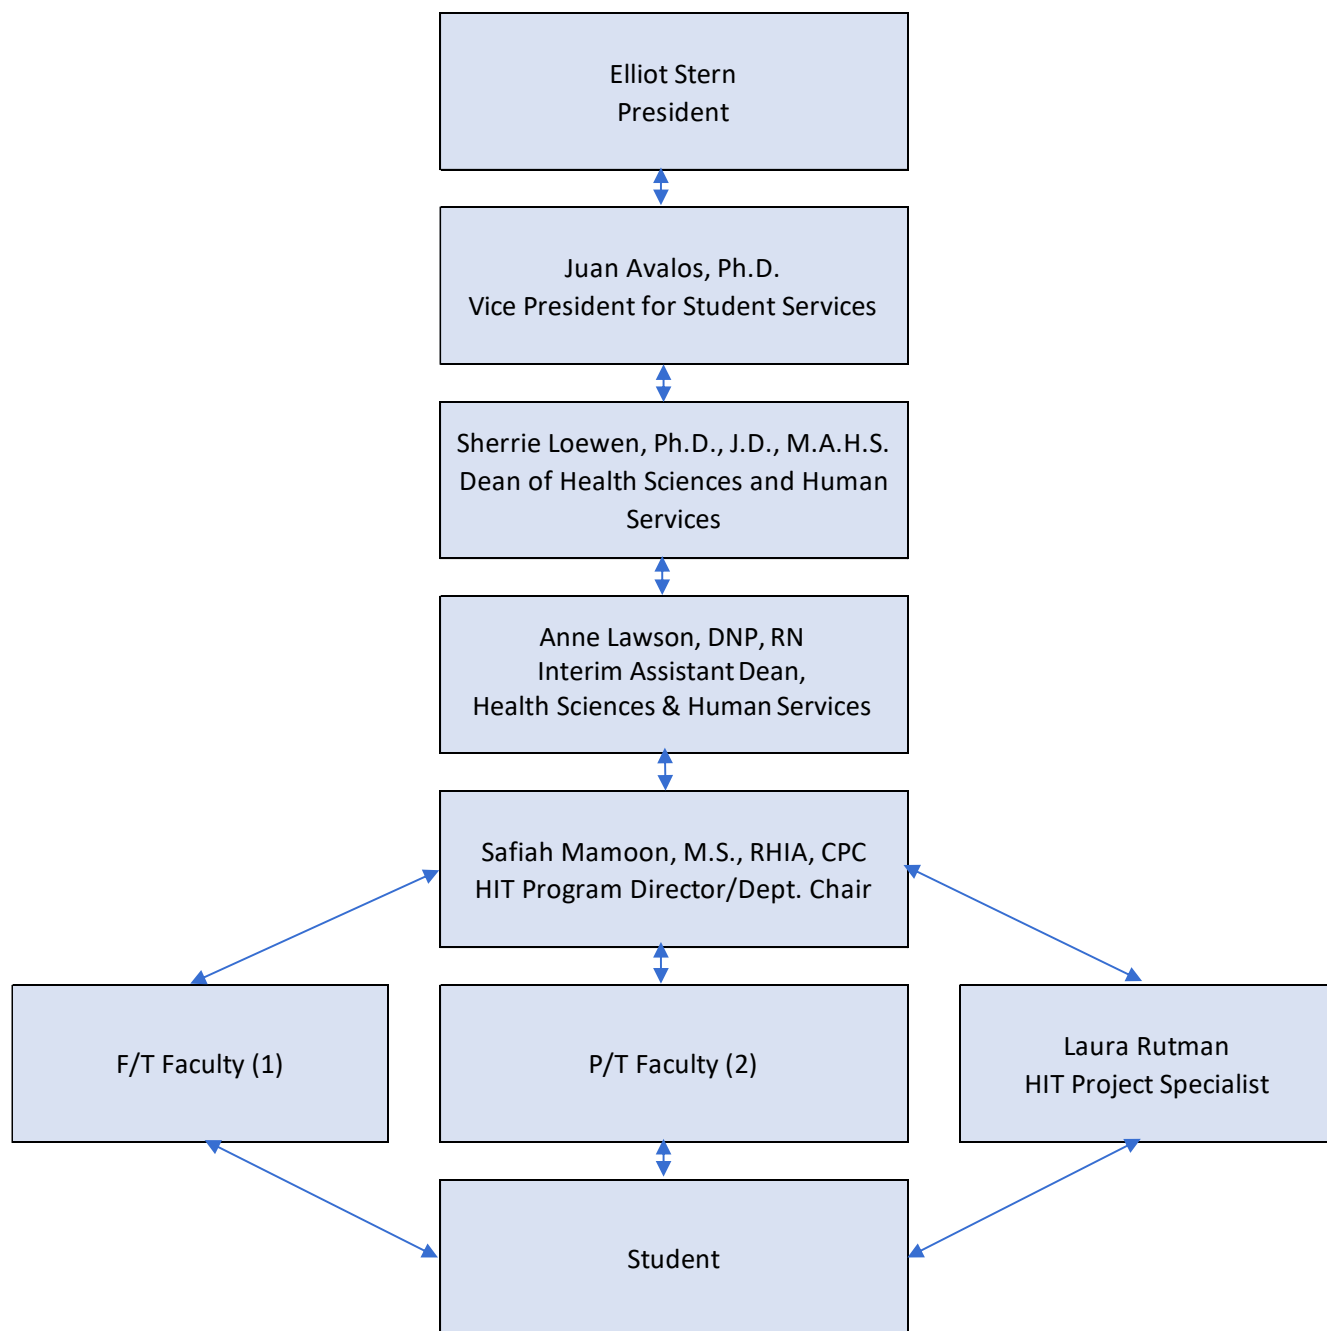 Elliot Stern
President
Juan Avalos, Ph.D.
Vice President for Student Services
Sherrie Loewen, Ph.D., J.D., M.A.H.S.
Dean of Health Sciences and Human
Services
Anne Lawson, DNP, RN
Interim Assistant Dean,
Health Sciences & Human Services
Safiah Mamoon, M.S., RHIA, CPC
HIT Program Director/Dept. Chair
F/T Faculty (1)
P/T Faculty (2)
Laura Rutman
HIT Project Specialist
Student